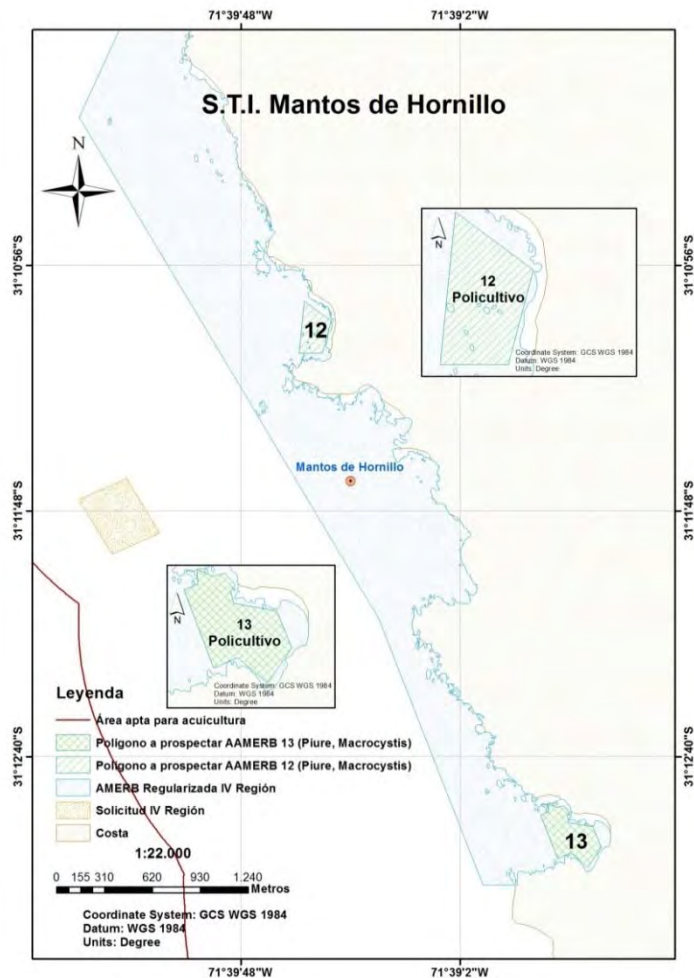 71°39'48"W
71°39'2"W
S.T.I. Mantos de Hornillo
N
31°10'56"S
31°10'56"S
12
Policultivo
N
Coordinate System: GCS WGS 1984
Datum: WGS 1984
Units: Degree
12
Mantos de Hornillo
31°11'48"S
31°11'48"S
13
Policultivo
N
Coordinate System: GCS WGS 1984
Datum: WGS 1984
Units: Degree
Leyenda
Área apta para acuicultura
Polígono a prospectar AAMERB 13 (Piure, Macrocystis)
Polígono a prospectar AAMERB 12 (Piure, Macrocystis)
AMERB Regularizada IV Región
Solicitud IV Región
Costa
31°12'40"S
31°12'40"S
13
1:22.000
0 155 310 620 930 1.240
Metros
Coordinate System: GCS WGS 1984
Datum: WGS 1984
Units: Degree
71°39'48"W
71°39'2"W